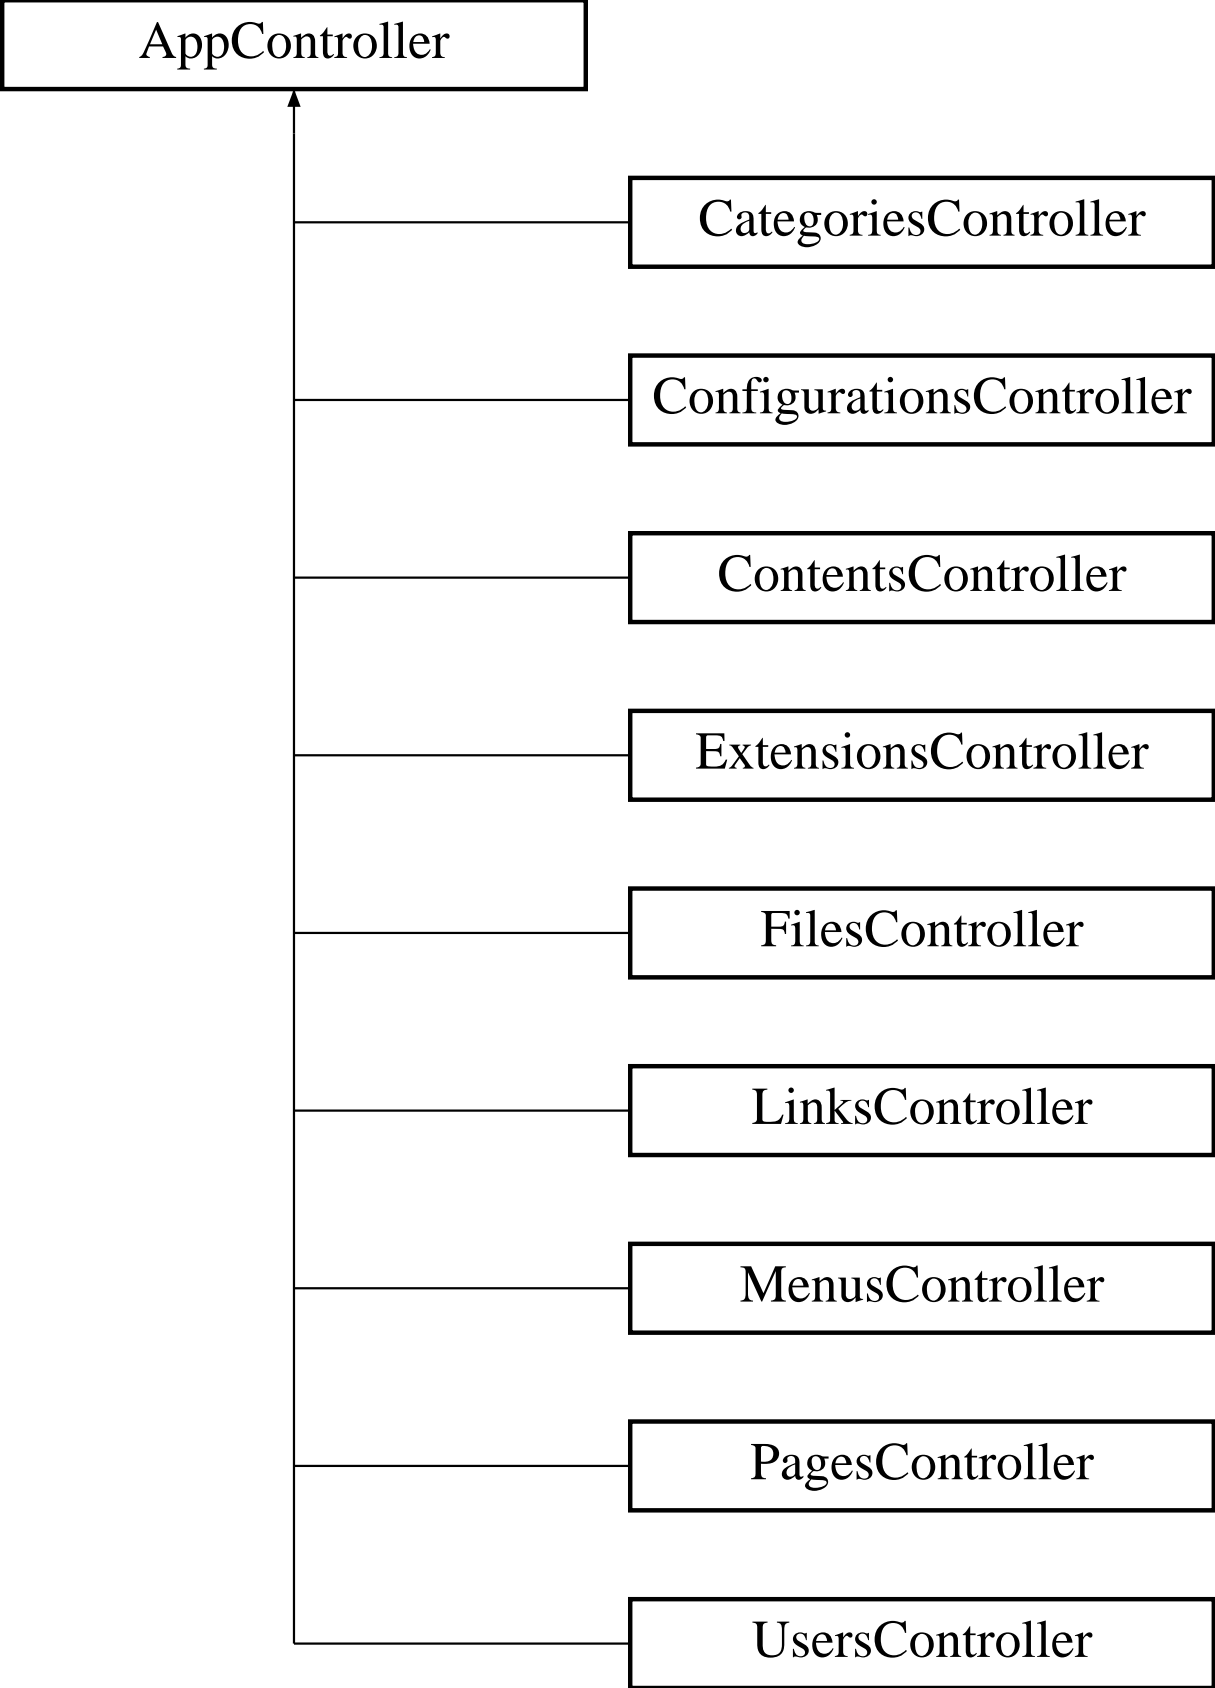 AppController
CategoriesController
ConfigurationsController
ContentsController
ExtensionsController
FilesController
LinksController
MenusController
PagesController
UsersController